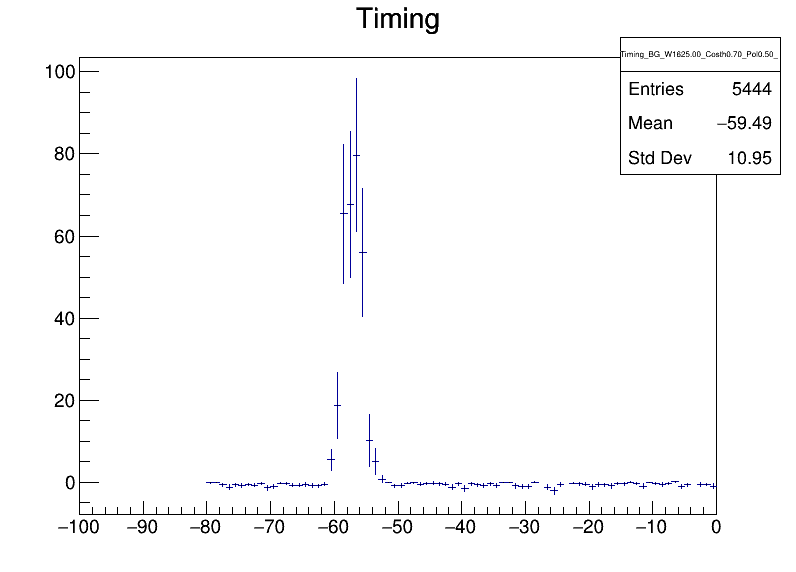 Timing
Timing_BG_W1625.00_Costh0.70_Pol0.50_
Entries 5444
Mean −59.49
Std Dev 10.95
100
80
60
40
20
0
−100 −90 −80 −70 −60 −50 −40 −30 −20 −10 0